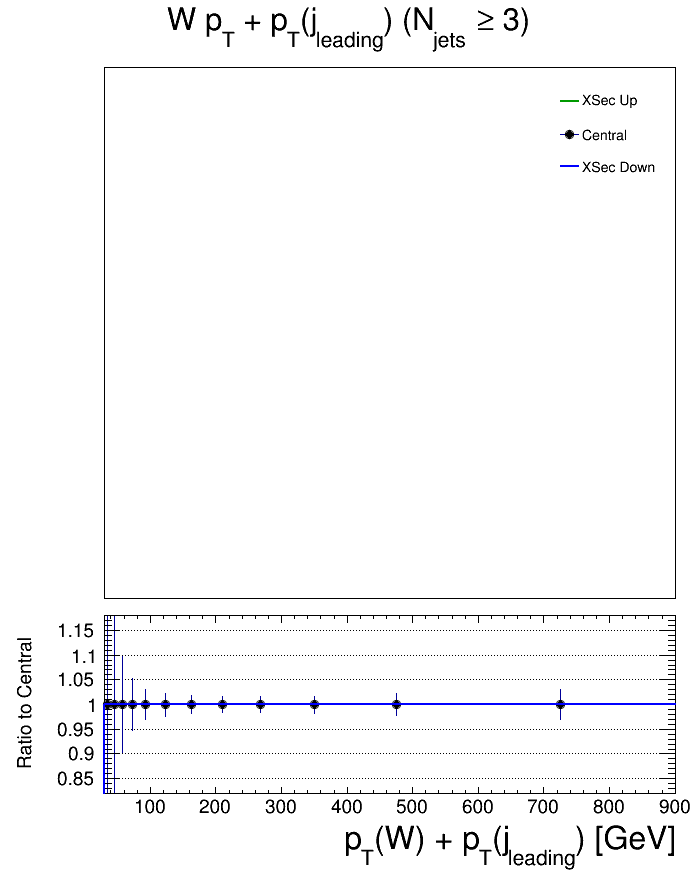 W p_T + p_T(j_leading) (N_jets ≥ 3)
XSec Up
Central
XSec Down
Ratio to Central
1.15
1.1
1.05
1
0.95
0.9
0.85
100 200 300 400 500 600 700 800 900
p_T(W) + p_T(j_leading) [GeV]